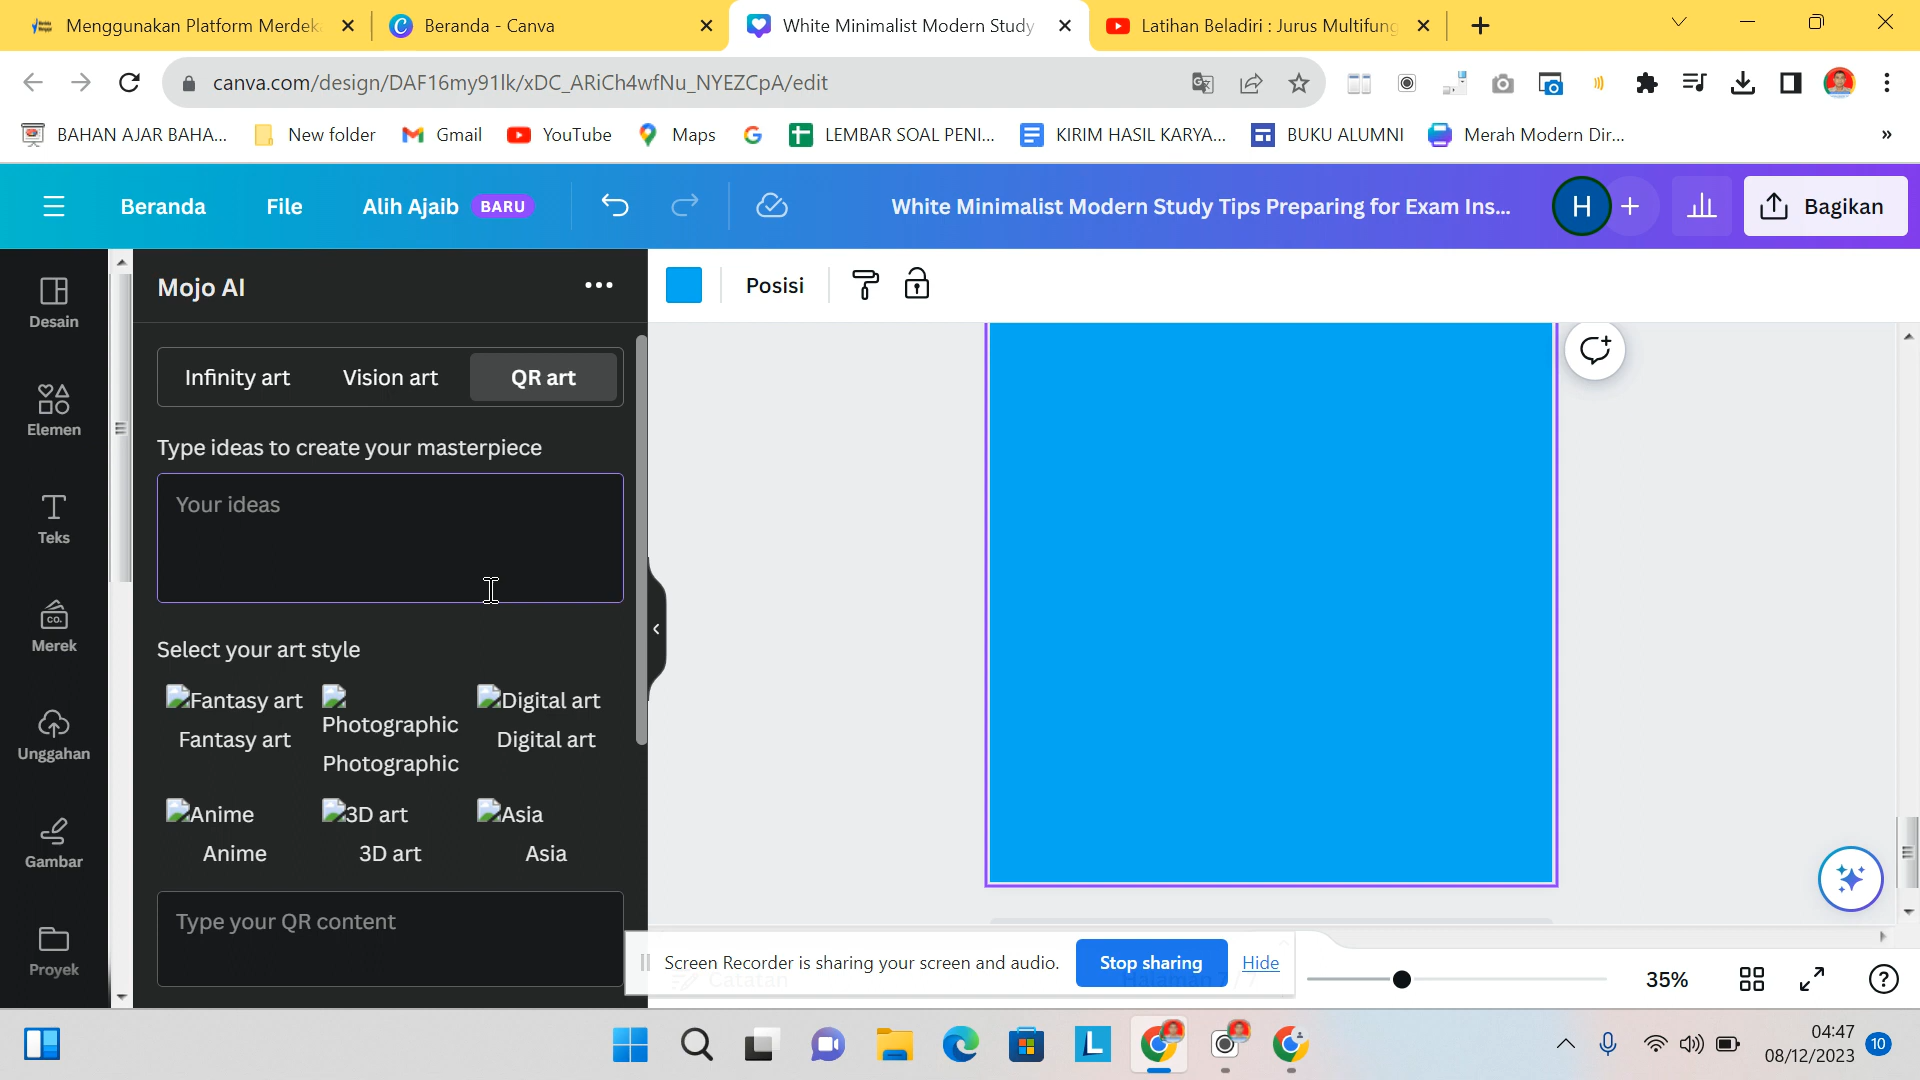 Menggunakan Platform Merdek
Beranda - Canva
White Minimalist Modern Study
Latihan Beladiri : Jurus Multifung
canva.com/design/DAF16my91lk/xDC_ARiCh4wfNu_NYEZCpA/edit
BAHAN AJAR BAHA...
New folder
Gmail
YouTube
Maps
LEMBAR SOAL PENI...
KIRIM HASIL KARYA...
BUKU ALUMNI
Merah Modern Dir...
»
Beranda
File
Alih Ajaib BARU
White Minimalist Modern Study Tips Preparing for Exam Ins...
H
Bagikan
Desain
Elemen
Teks
CO.
Merek
Unggahan
Gambar
Proyek
Mojo AI
Posisi
Infinity art
Vision art
QR art
Type ideas to create your masterpiece
Your ideas
Select your art style
Fantasy art
Photographic
Digital art
Fantasy art
Photographic
Digital art
Anime
3D art
Asia
Anime
3D art
Asia
Type your QR content
Screen Recorder is sharing your screen and audio.
Stop sharing
Hide
Catatan
Halaman 7 / 7
35%
04:47
08/12/2023
10